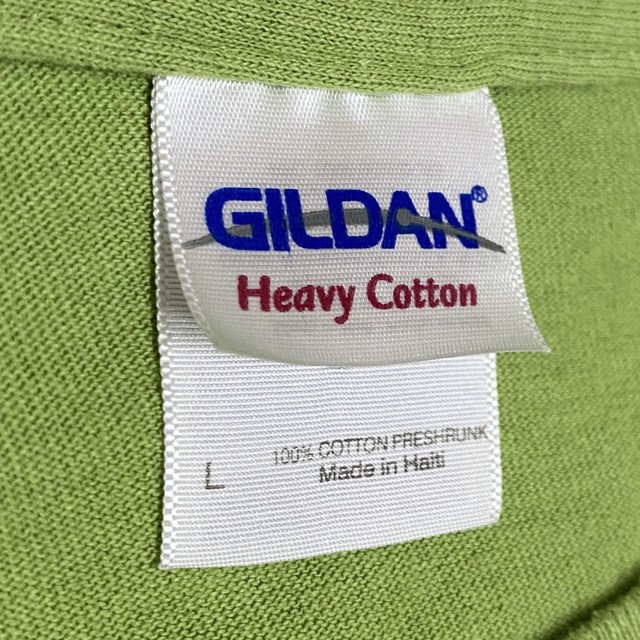 GILDAN®
Heavy Cotton
100% COTTON PRESHRUNK
L Made in Haiti